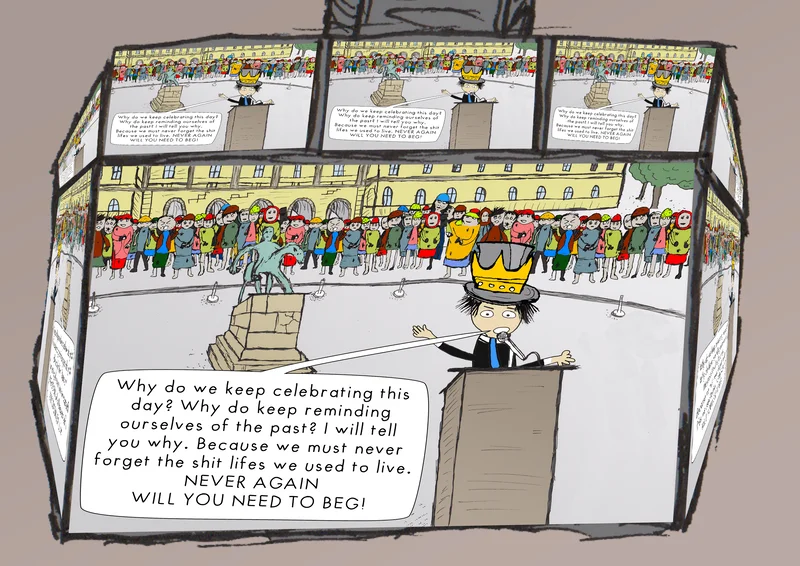 Why do we keep celebrating this day?
Why do keep reminding ourselves of
the past? I will tell you why.
Because we must never forget the shit
lifes we used to live. NEVER AGAIN
WILL YOU NEED TO BEG!
Why do we keep celebrating this day?
Why do keep reminding ourselves of
the past? I will tell you why.
Because we must never forget the shit
lifes we used to live. NEVER AGAIN
WILL YOU NEED TO BEG!
Why do we keep celebrating this day?
Why do keep reminding ourselves of
the past? I will tell you why.
Because we must never forget the shit
lifes we used to live. NEVER AGAIN
WILL YOU NEED TO BEG!
Why do we keep celebrating this
day? Why do keep reminding
ourselves of the past? I will tell
you why. Because we must never
forget the shit lifes we used to live.
NEVER AGAIN
WILL YOU NEED TO BEG!